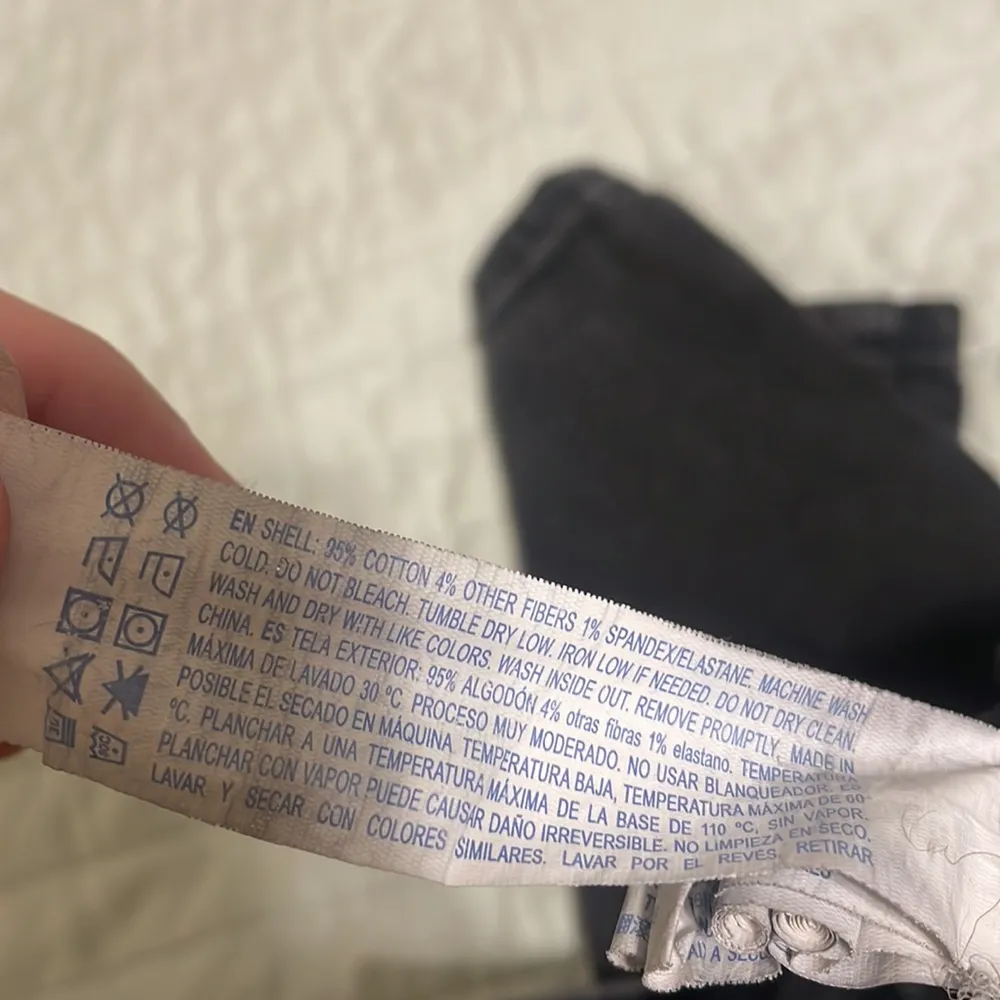 EN SHELL: 95% COTTON 4% OTHER FIBERS 1% SPANDEX/ELASTANE. MACHINE WASH
COLD. DO NOT BLEACH. TUMBLE DRY LOW. IRON LOW IF NEEDED. DO NOT DRY CLEAN.
WASH AND DRY WITH LIKE COLORS. WASH INSIDE OUT. REMOVE PROMPTLY. MADE IN
CHINA. ES TELA EXTERIOR: 95% ALGODÓN 4% otras fibras 1% elastano. TEMPERATURA
MÁXIMA DE LAVADO 30 ºC. PROCESO MUY MODERADO. NO USAR BLANQUEADOR. ES
POSIBLE EL SECADO EN MÁQUINA TEMPERATURA BAJA, TEMPERATURA MÁXIMA DE 60
ºC. PLANCHAR A UNA TEMPERATURA MÁXIMA DE LA BASE DE 110 ºC, SIN VAPOR.
PLANCHAR CON VAPOR PUEDE CAUSAR DAÑO IRREVERSIBLE. NO LIMPIEZA EN SECO.
LAVAR Y SECAR CON COLORES SIMILARES. LAVAR POR EL REVÉS. RETIRAR